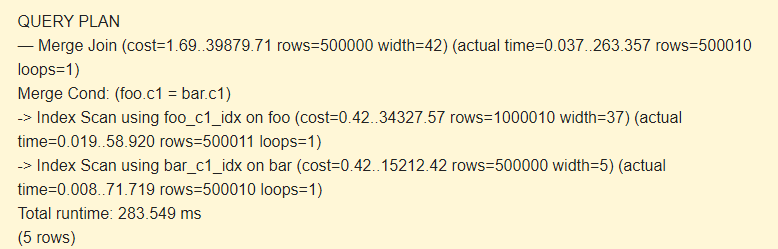 QUERY PLAN
— Merge Join (cost=1.69..39879.71 rows=500000 width=42) (actual time=0.037..263.357 rows=500010
loops=1)
Merge Cond: (foo.c1 = bar.c1)
-> Index Scan using foo_c1_idx on foo (cost=0.42..34327.57 rows=1000010 width=37) (actual
time=0.019..58.920 rows=500011 loops=1)
-> Index Scan using bar_c1_idx on bar (cost=0.42..15212.42 rows=500000 width=5) (actual
time=0.008..71.719 rows=500010 loops=1)
Total runtime: 283.549 ms
(5 rows)